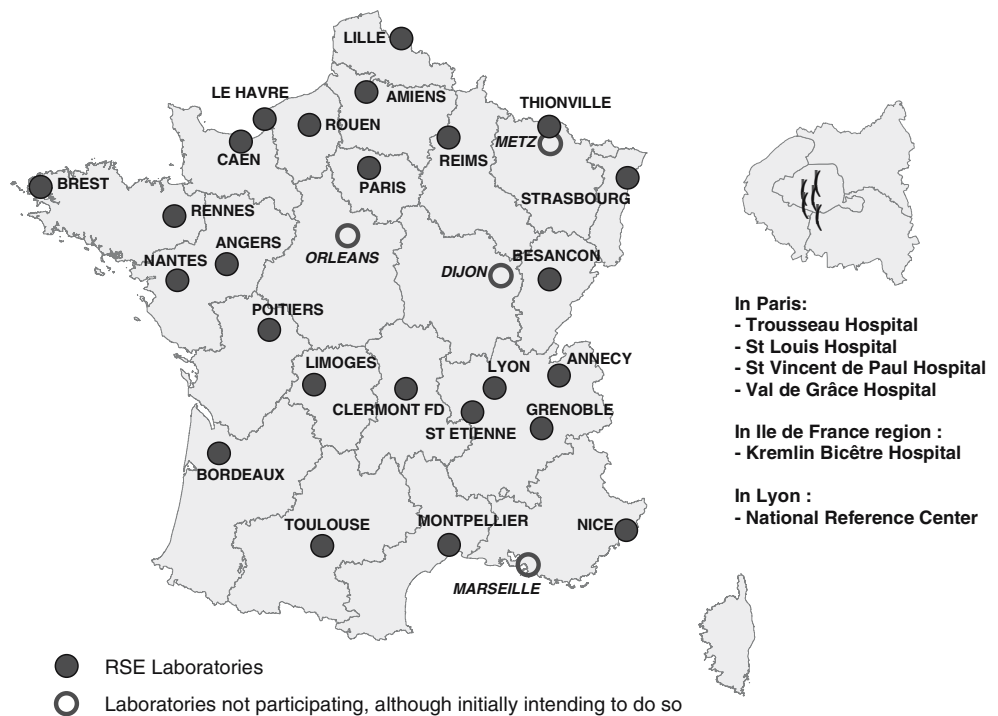 LILLE
LE HAVRE
AMIENS
THIONVILLE
ROUEN
METZ
CAEN
REIMS
PARIS
BREST
STRASBOURG
RENNES
ANGERS
ORLEANS
NANTES
DIJON
BESANCON
POITIERS
LIMOGES
LYON
ANNECY
CLERMONT FD
GRENOBLE
ST ETIENNE
BORDEAUX
TOULOUSE
MONTPELLIER
NICE
MARSEILLE
In Paris:
- Trousseau Hospital
- St Louis Hospital
- St Vincent de Paul Hospital
- Val de Grâce Hospital
In Ile de France region :
- Kremlin Bicêtre Hospital
In Lyon :
- National Reference Center
RSE Laboratories
Laboratories not participating, although initially intending to do so